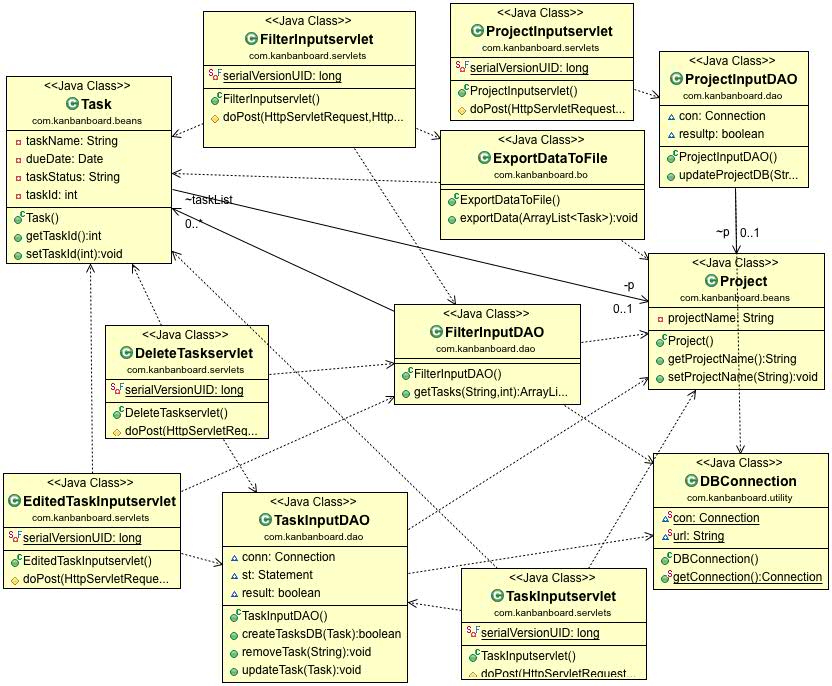 <<Java Class>>
FilterInputservlet
com.kanbanboard.servlets
serialVersionUID: long
FilterInputservlet()
doPost(HttpServletRequest,Http...
<<Java Class>>
ProjectInputservlet
com.kanbanboard.servlets
serialVersionUID: long
ProjectInputservlet()
doPost(HttpServletRequest...
<<Java Class>>
ProjectInputDAO
com.kanbanboard.dao
con: Connection
resultp: boolean
ProjectInputDAO()
updateProjectDB(Str...
<<Java Class>>
Task
com.kanbanboard.beans
taskName: String
dueDate: Date
taskStatus: String
taskId: int
Task()
getTaskId():int
setTaskId(int):void
<<Java Class>>
ExportDataToFile
com.kanbanboard.bo
ExportDataToFile()
exportData(ArrayList<Task>):void
~taskList
0..*
~p
0..1
-p
0..1
<<Java Class>>
Project
com.kanbanboard.beans
projectName: String
Project()
getProjectName():String
setProjectName(String):void
<<Java Class>>
FilterInputDAO
com.kanbanboard.dao
FilterInputDAO()
getTasks(String,int):ArrayLi...
<<Java Class>>
DeleteTaskservlet
com.kanbanboard.servlets
serialVersionUID: long
DeleteTaskservlet()
doPost(HttpServletReq...
<<Java Class>>
EditedTaskInputservlet
com.kanbanboard.servlets
serialVersionUID: long
EditedTaskInputservlet()
doPost(HttpServletReque...
<<Java Class>>
TaskInputDAO
com.kanbanboard.dao
conn: Connection
st: Statement
result: boolean
TaskInputDAO()
createTasksDB(Task):boolean
removeTask(String):void
updateTask(Task):void
<<Java Class>>
DBConnection
com.kanbanboard.utility
con: Connection
url: String
DBConnection()
getConnection():Connection
<<Java Class>>
TaskInputservlet
com.kanbanboard.servlets
serialVersionUID: long
TaskInputservlet()
doPost(HttpServletRequest...